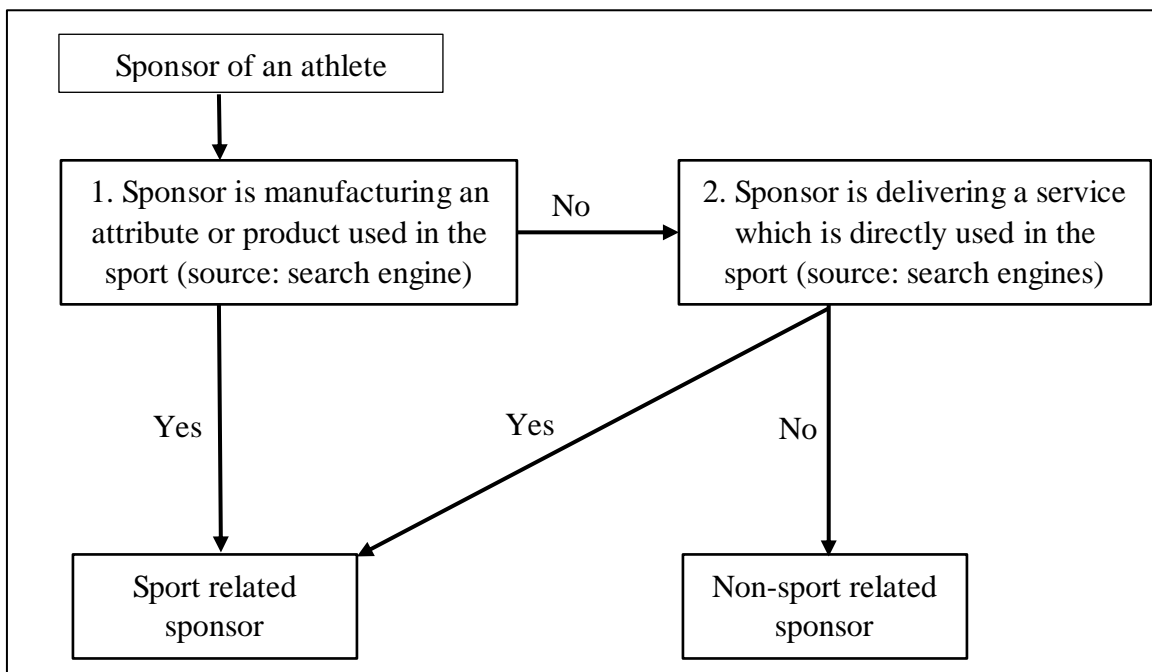 Sponsor of an athlete
1. Sponsor is manufacturing an
attribute or product used in the
sport (source: search engine)
No
2. Sponsor is delivering a service
which is directly used in the
sport (source: search engines)
Yes
Yes
No
Sport related
sponsor
Non-sport related
sponsor